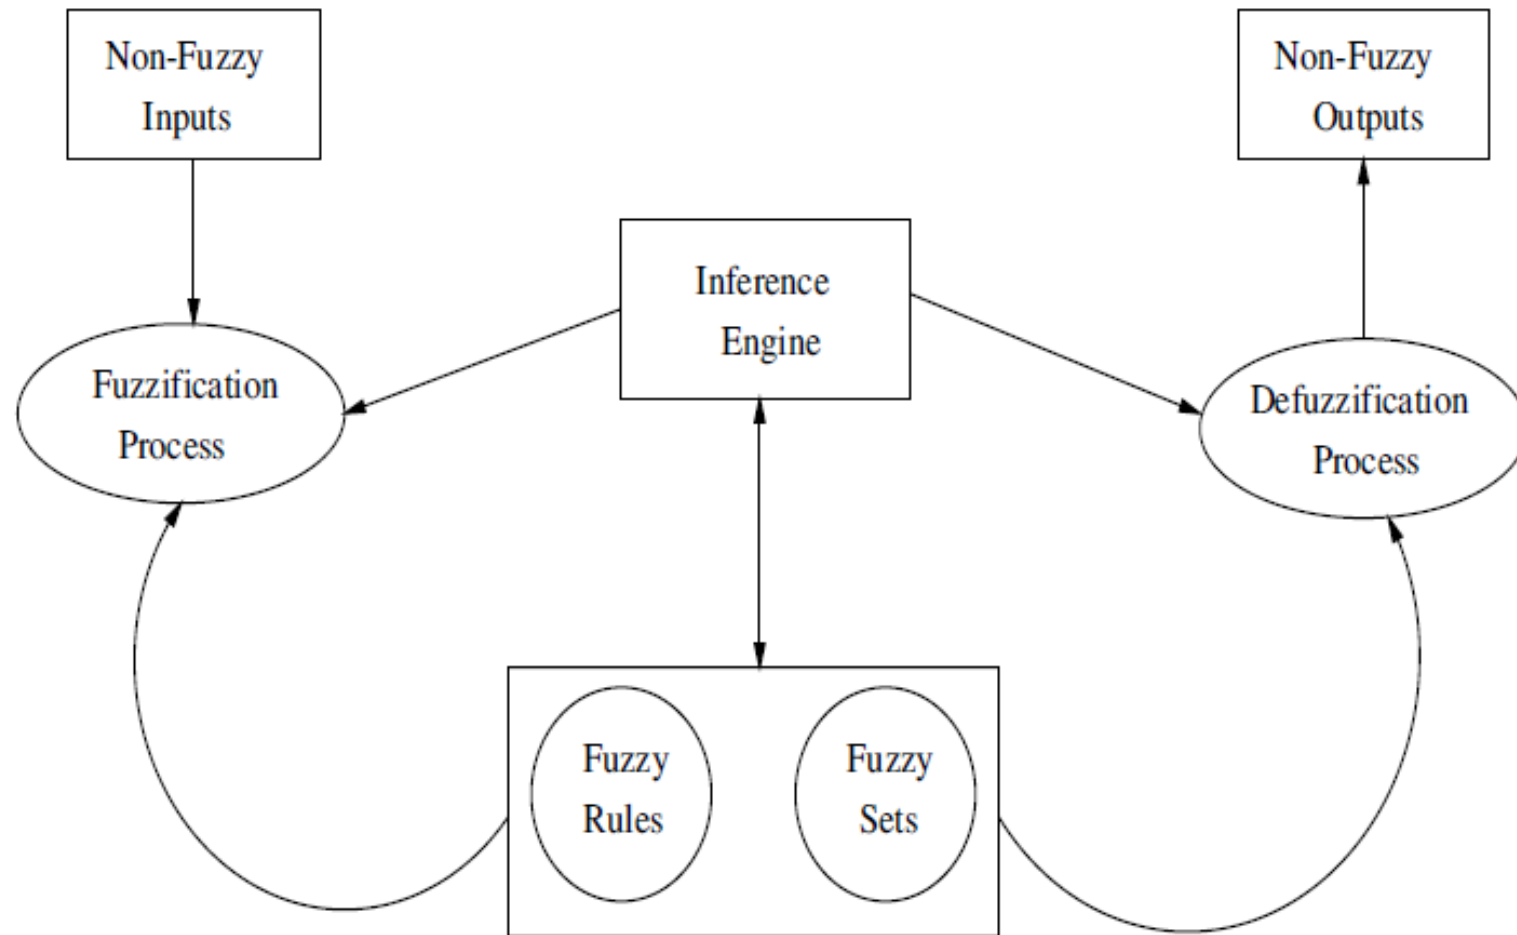 Non-Fuzzy
Inputs
Non-Fuzzy
Outputs
Inference
Engine
Fuzzification
Process
Defuzzification
Process
Fuzzy
Rules
Fuzzy
Sets